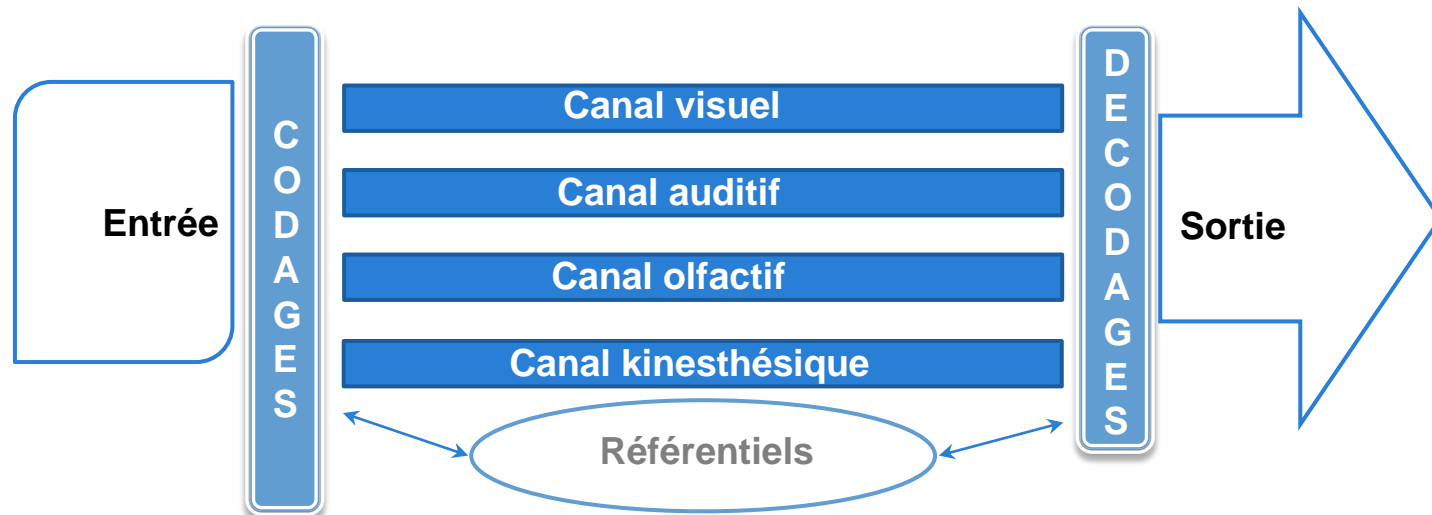 Entrée
CODAGES
Canal visuel
Canal auditif
Canal olfactif
Canal kinesthésique
Référentiels
DECODAGES
Sortie